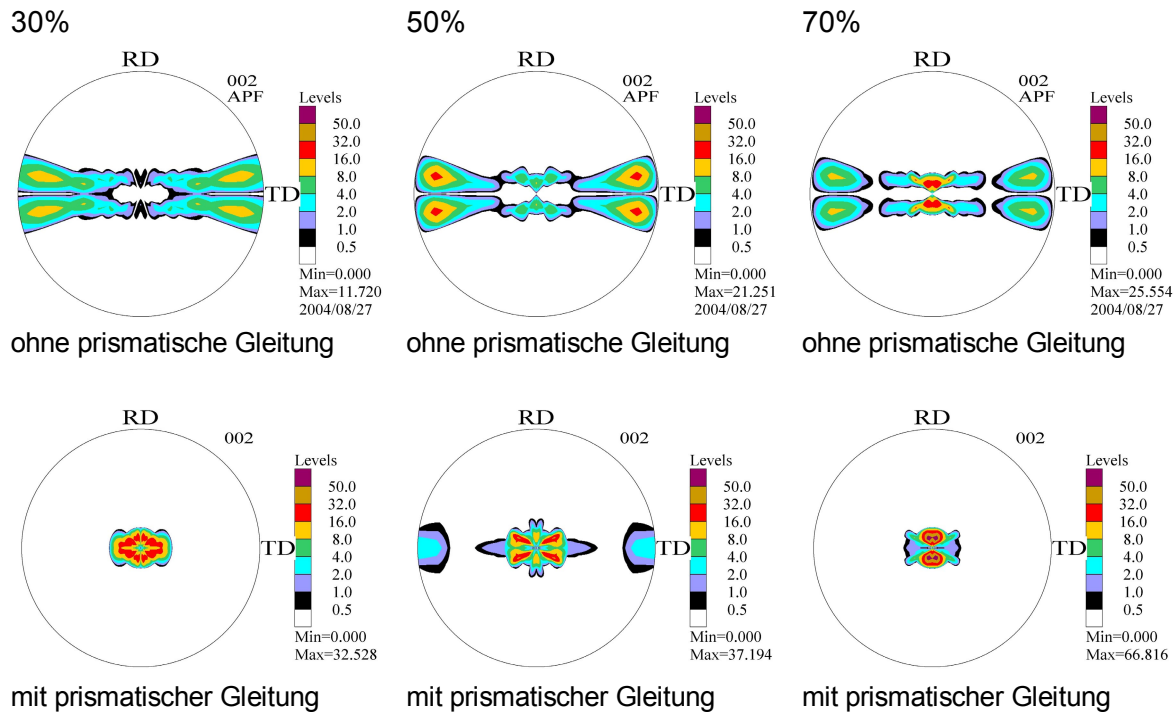 30%
RD
002
APF
Levels
50.0
32.0
16.0
8.0
4.0
2.0
1.0
0.5
TD
Min=0.000
Max=11.720
2004/08/27
ohne prismatische Gleitung
50%
RD
002
APF
Levels
50.0
32.0
16.0
8.0
4.0
2.0
1.0
0.5
TD
Min=0.000
Max=21.251
2004/08/27
ohne prismatische Gleitung
70%
RD
002
APF
Levels
50.0
32.0
16.0
8.0
4.0
2.0
1.0
0.5
TD
Min=0.000
Max=25.554
2004/08/27
ohne prismatische Gleitung
RD
002
Levels
50.0
32.0
16.0
8.0
4.0
2.0
1.0
0.5
TD
Min=0.000
Max=32.528
mit prismatischer Gleitung
RD
002
Levels
50.0
32.0
16.0
8.0
4.0
2.0
1.0
0.5
TD
Min=0.000
Max=37.194
mit prismatischer Gleitung
RD
002
Levels
50.0
32.0
16.0
8.0
4.0
2.0
1.0
0.5
TD
Min=0.000
Max=66.816
mit prismatischer Gleitung